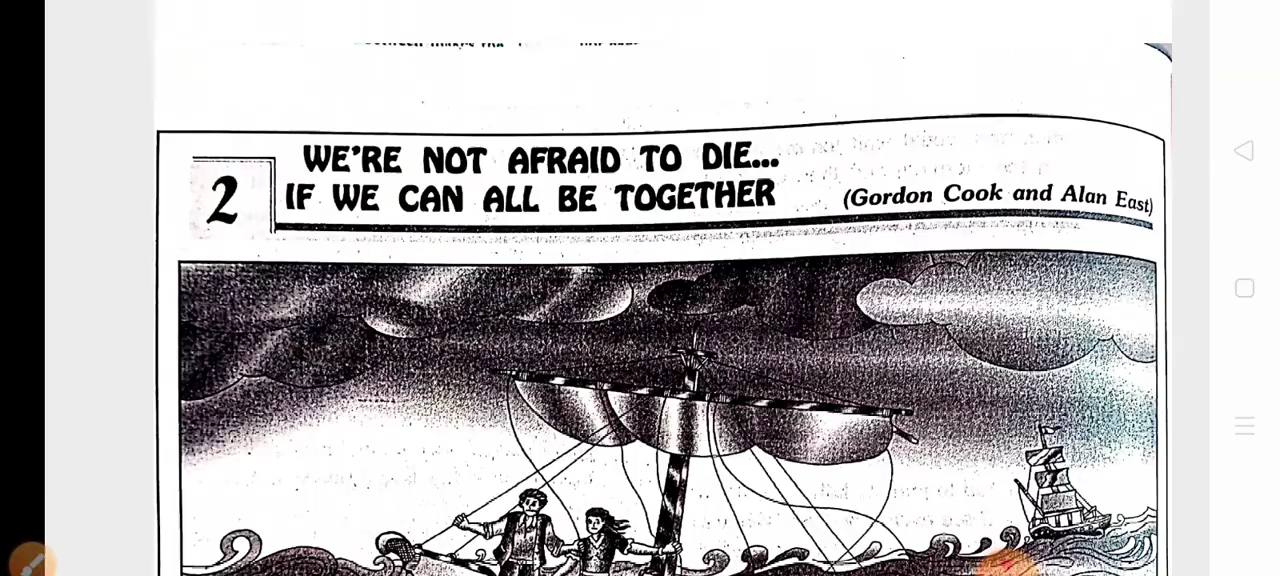 2
WE'RE NOT AFRAID TO DIE...
IF WE CAN ALL BE TOGETHER
(Gordon Cook and Alan East)